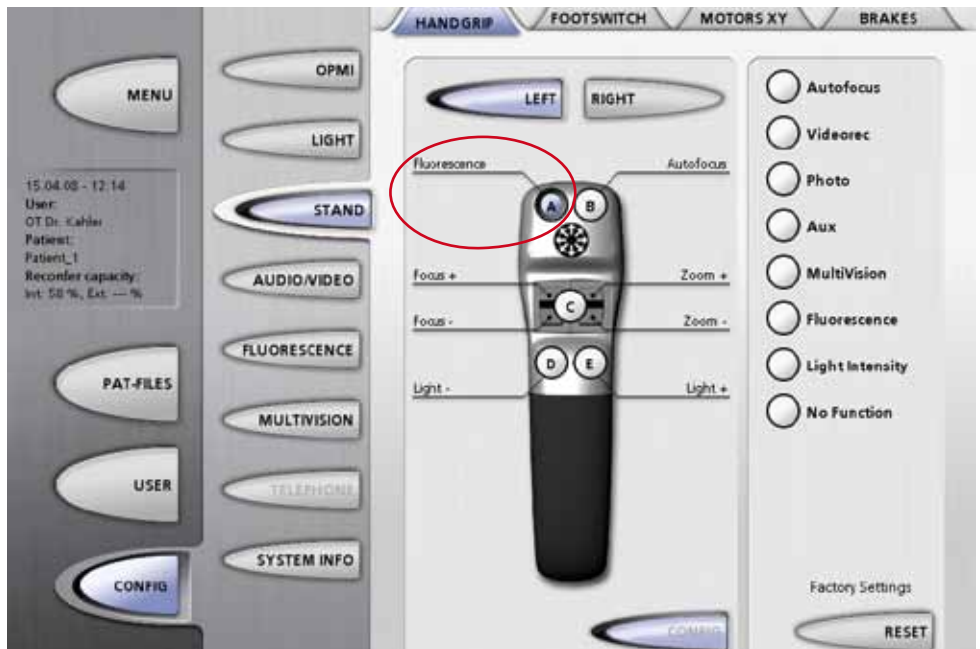 HANDGRIP FOOTSWITCH MOTORS XY BRAKES
MENU
15.04.08 - 12:14
User:
OT Dr. Kahler
Patient:
Patient_1
Recorder capacity:
Int: 58 %, Ext: --- %
PAT-FILES
USER
CONFIG
OPMI
LIGHT
STAND
AUDIO/VIDEO
FLUORESCENCE
MULTIVISION
TELEPHONE
SYSTEM INFO
LEFT RIGHT
Fluorescence Autofocus
A B
Focus + Zoom +
C
Focus - Zoom -
D E
Light - Light +
CONFIG
Autofocus
Videorec
Photo
Aux
MultiVision
Fluorescence
Light Intensity
No Function
Factory Settings
RESET